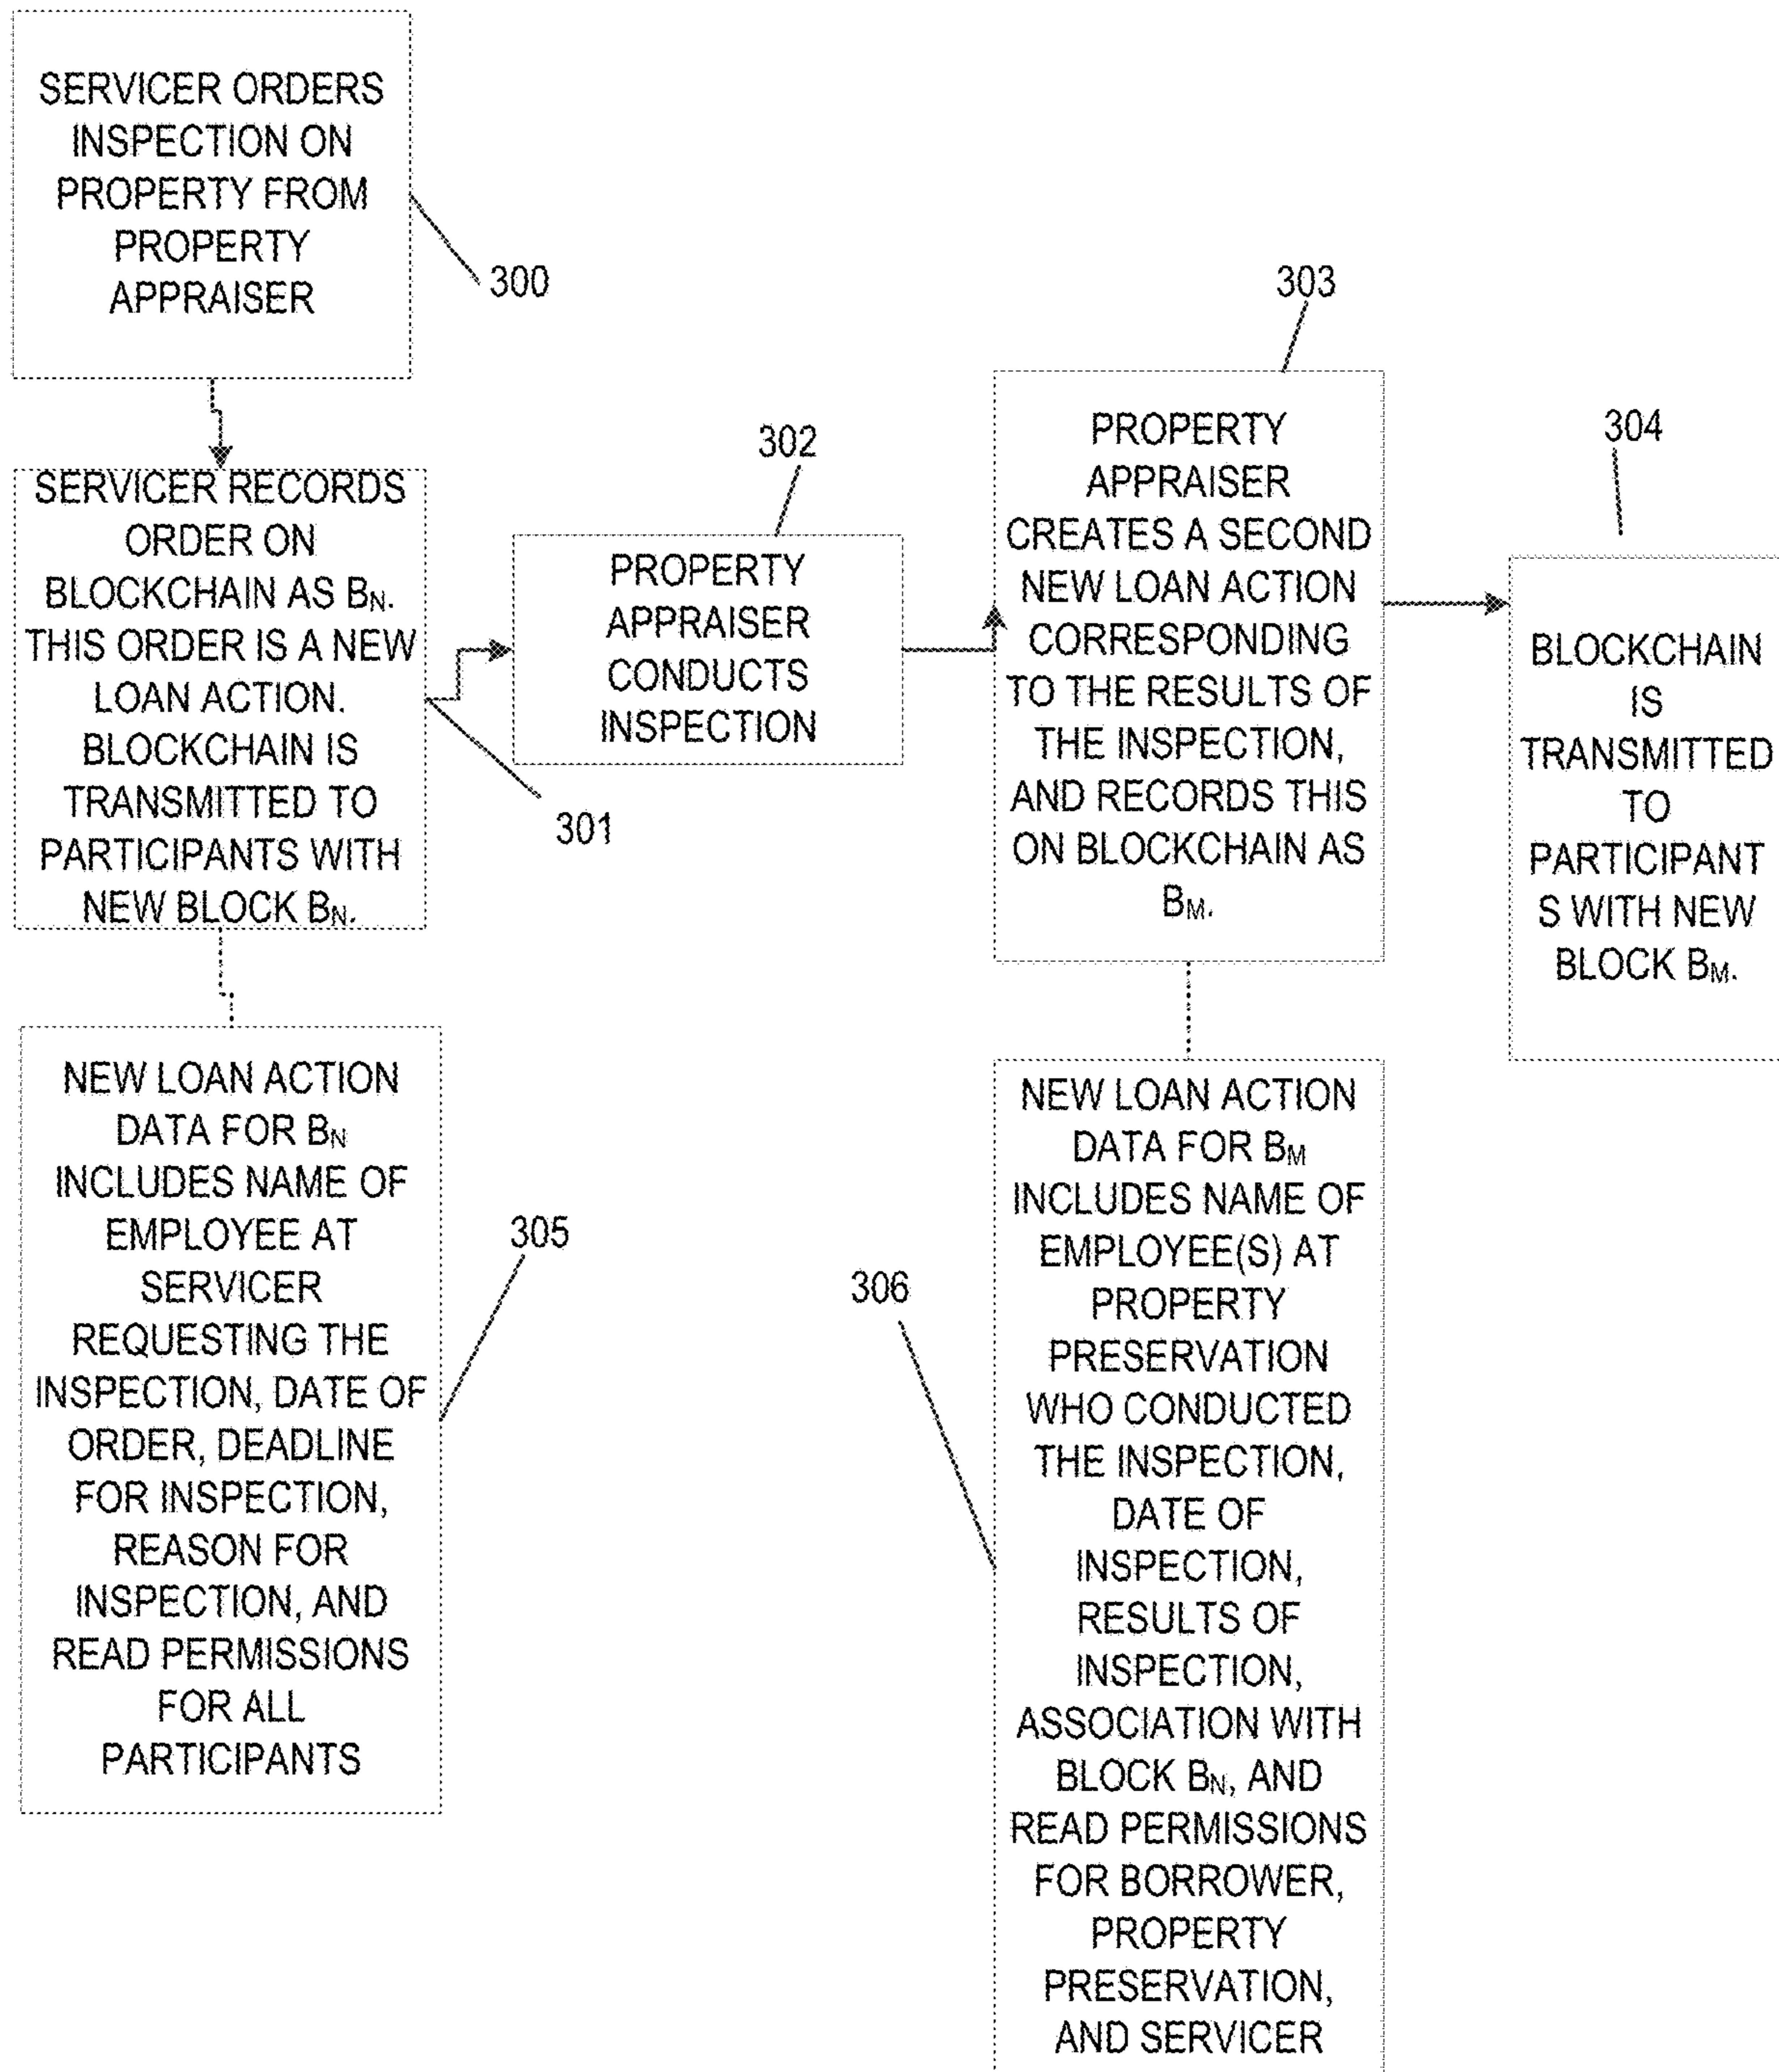 SERVICER ORDERS
INSPECTION ON
PROPERTY FROM
PROPERTY
APPRAISER
300
SERVICER RECORDS
ORDER ON
BLOCKCHAIN AS BN.
THIS ORDER IS A NEW
LOAN ACTION.
BLOCKCHAIN IS
TRANSMITTED TO
PARTICIPANTS WITH
NEW BLOCK BN.
301
302
PROPERTY
APPRAISER
CONDUCTS
INSPECTION
303
PROPERTY
APPRAISER
CREATES A SECOND
NEW LOAN ACTION
CORRESPONDING
TO THE RESULTS OF
THE INSPECTION,
AND RECORDS THIS
ON BLOCKCHAIN AS
BM.
304
BLOCKCHAIN
IS
TRANSMITTED
TO
PARTICIPANT
S WITH NEW
BLOCK BM.
NEW LOAN ACTION
DATA FOR BN
INCLUDES NAME OF
EMPLOYEE AT
SERVICER
REQUESTING THE
INSPECTION, DATE OF
ORDER, DEADLINE
FOR INSPECTION,
REASON FOR
INSPECTION, AND
READ PERMISSIONS
FOR ALL
PARTICIPANTS
305
306
NEW LOAN ACTION
DATA FOR BM
INCLUDES NAME OF
EMPLOYEE(S) AT
PROPERTY
PRESERVATION
WHO CONDUCTED
THE INSPECTION,
DATE OF
INSPECTION,
RESULTS OF
INSPECTION,
ASSOCIATION WITH
BLOCK BN, AND
READ PERMISSIONS
FOR BORROWER,
PROPERTY
PRESERVATION,
AND SERVICER